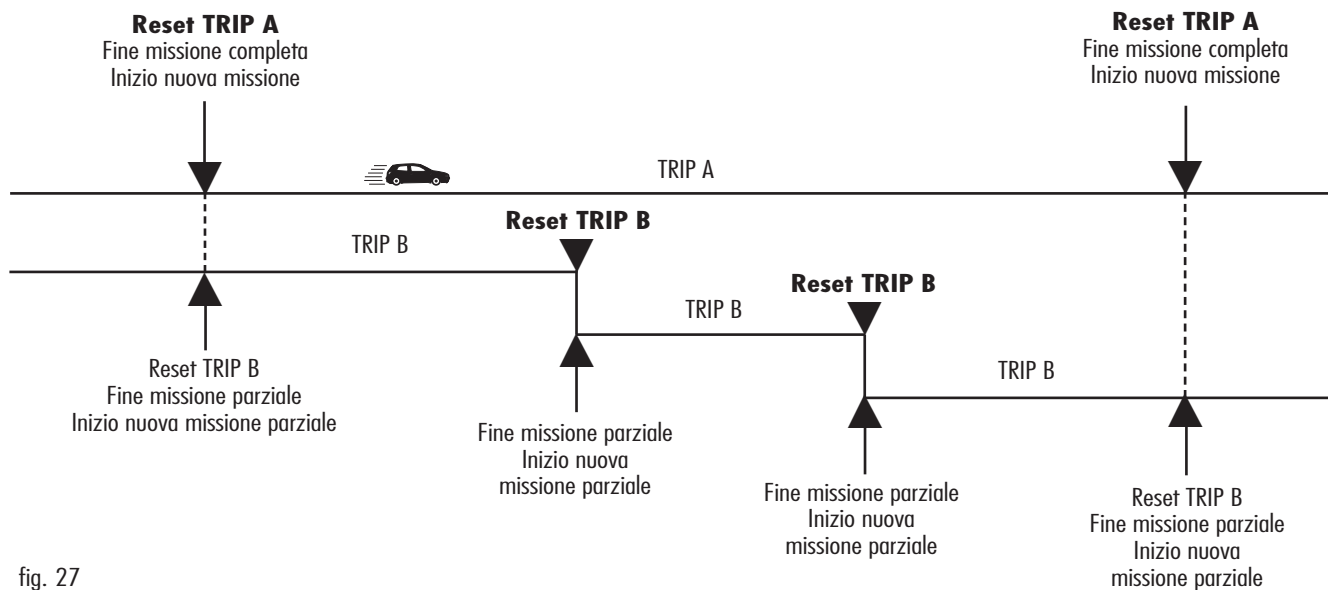 Reset TRIP A
Fine missione completa
Inizio nuova missione
Reset TRIP A
Fine missione completa
Inizio nuova missione
TRIP A
Reset TRIP B
TRIP B
Reset TRIP B
TRIP B
TRIP B
Reset TRIP B
Fine missione parziale
Inizio nuova missione parziale
Fine missione parziale
Inizio nuova
missione parziale
Fine missione parziale
Inizio nuova
missione parziale
Reset TRIP B
Fine missione parziale
Inizio nuova
missione parziale
fig. 27